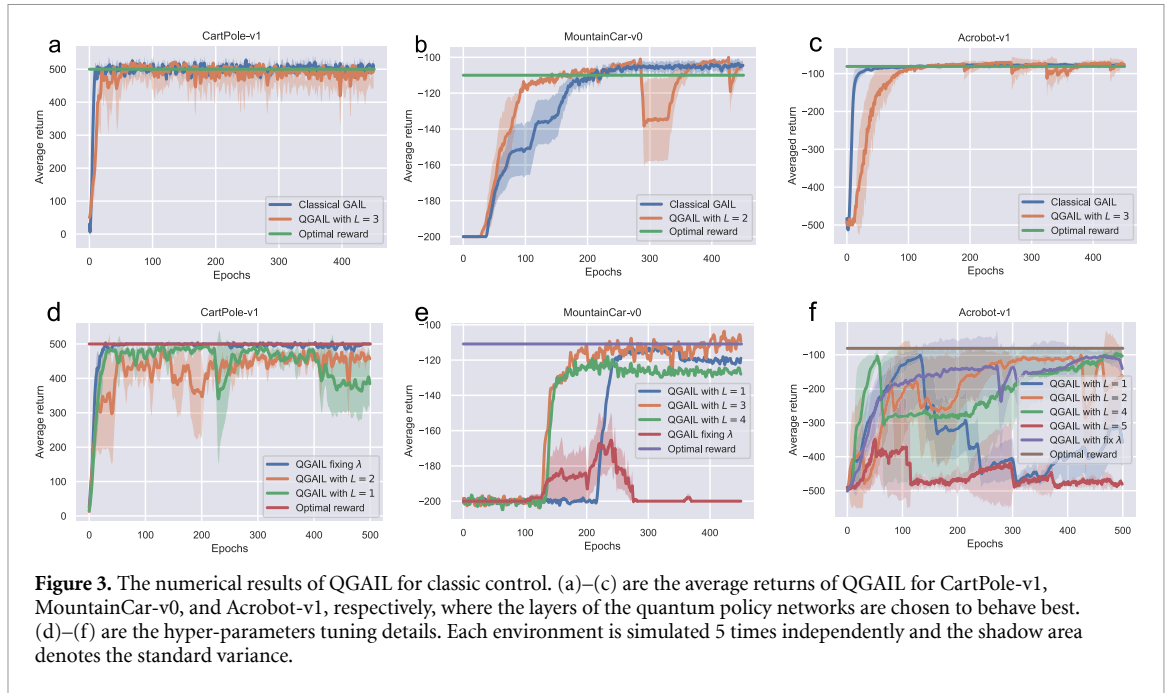 a
CartPole-v1
Average return
500
400
300
200
100
0
Classical GAIL
QGAIL with L = 3
Optimal reward
0 100 200 300 400
Epochs
b
MountainCar-v0
Average return
−100
−120
−140
−160
−180
−200
Classical GAIL
QGAIL with L = 2
Optimal reward
0 100 200 300 400
Epochs
c
Acrobot-v1
Averaged return
−100
−200
−300
−400
−500
Classical GAIL
QGAIL with L = 3
Optimal reward
0 100 200 300 400
Epochs
d
CartPole-v1
Average return
500
400
300
200
100
0
QGAIL fixing λ
QGAIL with L = 2
QGAIL with L = 1
Optimal reward
0 100 200 300 400 500
Epochs
e
MountainCar-v0
Average return
−100
−120
−140
−160
−180
−200
QGAIL with L = 1
QGAIL with L = 3
QGAIL with L = 4
QGAIL fixing λ
Optimal reward
0 100 200 300 400
Epochs
f
Acrobot-v1
Average return
−100
−200
−300
−400
−500
QGAIL with L = 1
QGAIL with L = 2
QGAIL with L = 4
QGAIL with L = 5
QGAIL with fix λ
Optimal reward
0 100 200 300 400 500
Epochs
Figure 3. The numerical results of QGAIL for classic control. (a)–(c) are the average returns of QGAIL for CartPole-v1,
MountainCar-v0, and Acrobot-v1, respectively, where the layers of the quantum policy networks are chosen to behave best.
(d)–(f) are the hyper-parameters tuning details. Each environment is simulated 5 times independently and the shadow area
denotes the standard variance.